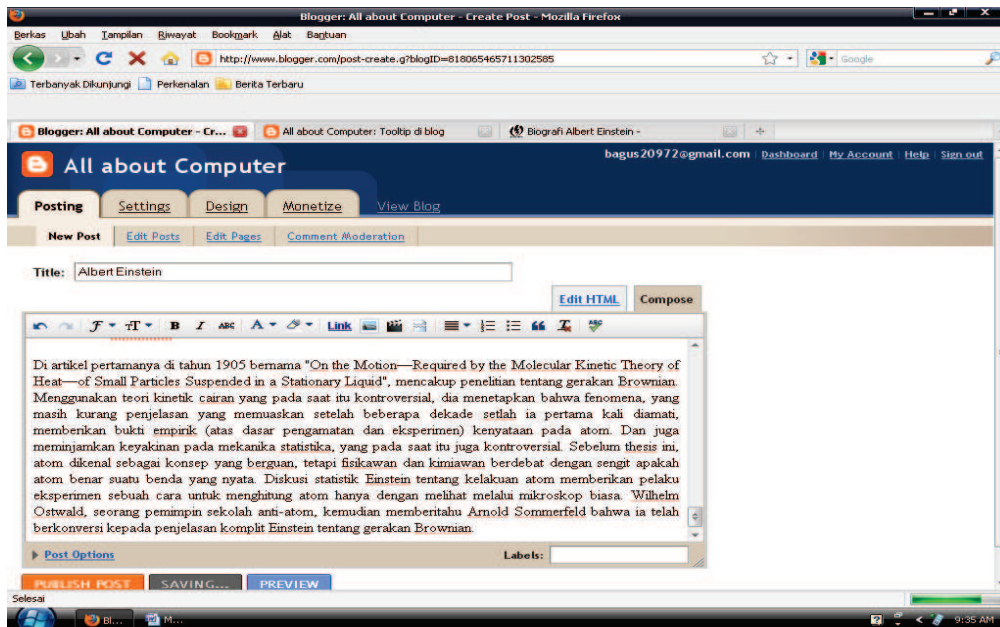 Blogger: All about Computer - Create Post - Mozilla Firefox
Berkas Ubah Tampilan Riwayat Bookmark Alat Bantuan
http://www.blogger.com/post-create.g?blogID=818065465711302585 Google
Terbanyak Dikunjungi Perkenalan Berita Terbaru
Blogger: All about Computer - Cr... All about Computer: Tooltip di blog Biografi Albert Einstein -
bagus20972@gmail.com Dashboard My Account Help Sign out
All about Computer
Posting Settings Design Monetize View Blog
New Post Edit Posts Edit Pages Comment Moderation
Title: Albert Einstein
Edit HTML Compose
F TT B I ABC A Link
Di artikel pertamanya di tahun 1905 bernama "On the Motion—Required by the Molecular Kinetic Theory of
Heat—of Small Particles Suspended in a Stationary Liquid", mencakup penelitian tentang gerakan Brownian.
Menggunakan teori kinetik cairan yang pada saat itu kontroversial, dia menetapkan bahwa fenomena, yang
masih kurang penjelasan yang memuaskan setelah beberapa dekade setlah ia pertama kali diamati,
memberikan bukti empirik (atas dasar pengamatan dan eksperimen) kenyataan pada atom. Dan juga
meminjamkan keyakinan pada mekanika statistika, yang pada saat itu juga kontroversial. Sebelum thesis ini,
atom dikenal sebagai konsep yang berguna, tetapi fisikawan dan kimiawan berdebat dengan sengit apakah
atom benar suatu benda yang nyata. Diskusi statistik Einstein tentang kelakuan atom memberikan pelaku
eksperimen sebuah cara untuk menghitung atom hanya dengan melihat melalui mikroskop biasa. Wilhelm
Ostwald, seorang pemimpin sekolah anti-atom, kemudian memberitahu Arnold Sommerfeld bahwa ia telah
berkonversi kepada penjelasan komplit Einstein tentang gerakan Brownian.
Post Options Labels:
PUBLISH POST SAVING... PREVIEW
Selesai
Bl... M... 9:35 AM